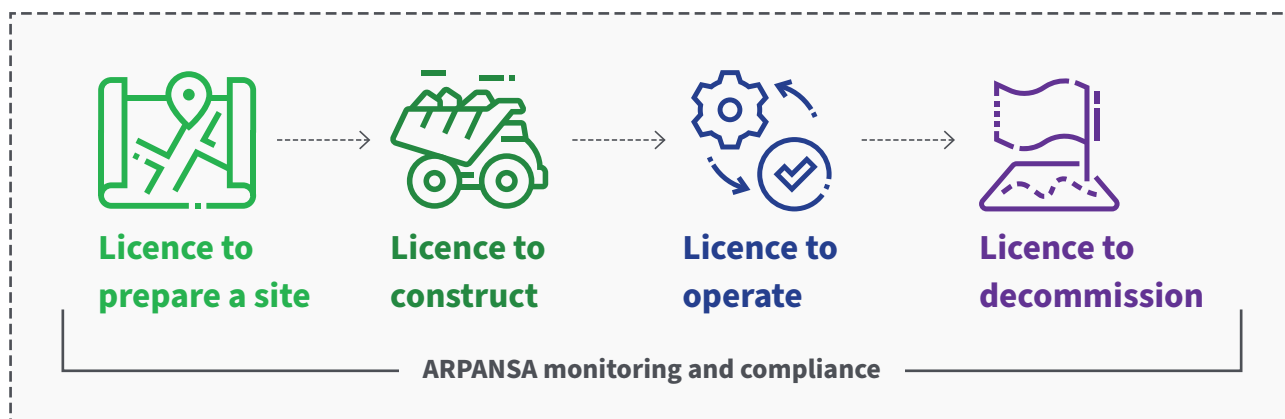 Licence to
prepare a site
Licence to
construct
Licence to
operate
Licence to
decommission
ARPANSA monitoring and compliance